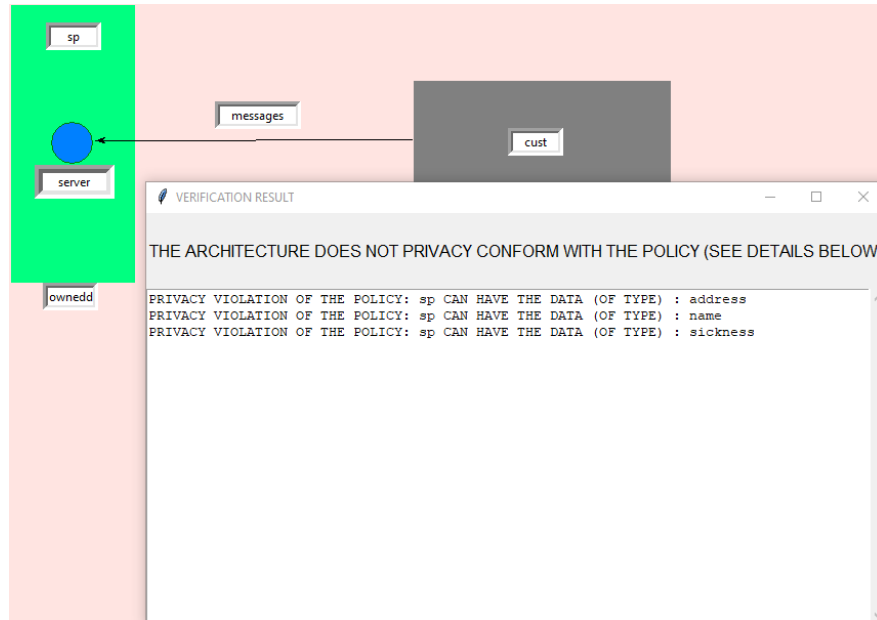 sp
messages
cust
server
VERIFICATION RESULT
THE ARCHITECTURE DOES NOT PRIVACY CONFORM WITH THE POLICY (SEE DETAILS BELOW
ownedd
PRIVACY VIOLATION OF THE POLICY: sp CAN HAVE THE DATA (OF TYPE) : address
PRIVACY VIOLATION OF THE POLICY: sp CAN HAVE THE DATA (OF TYPE) : name
PRIVACY VIOLATION OF THE POLICY: sp CAN HAVE THE DATA (OF TYPE) : sickness